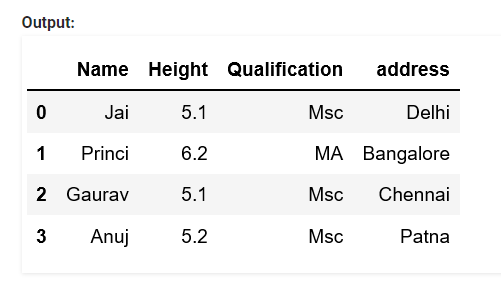 Output:
Name Height Qualification address
0 Jai 5.1 Msc Delhi
1 Princi 6.2 MA Bangalore
2 Gaurav 5.1 Msc Chennai
3 Anuj 5.2 Msc Patna